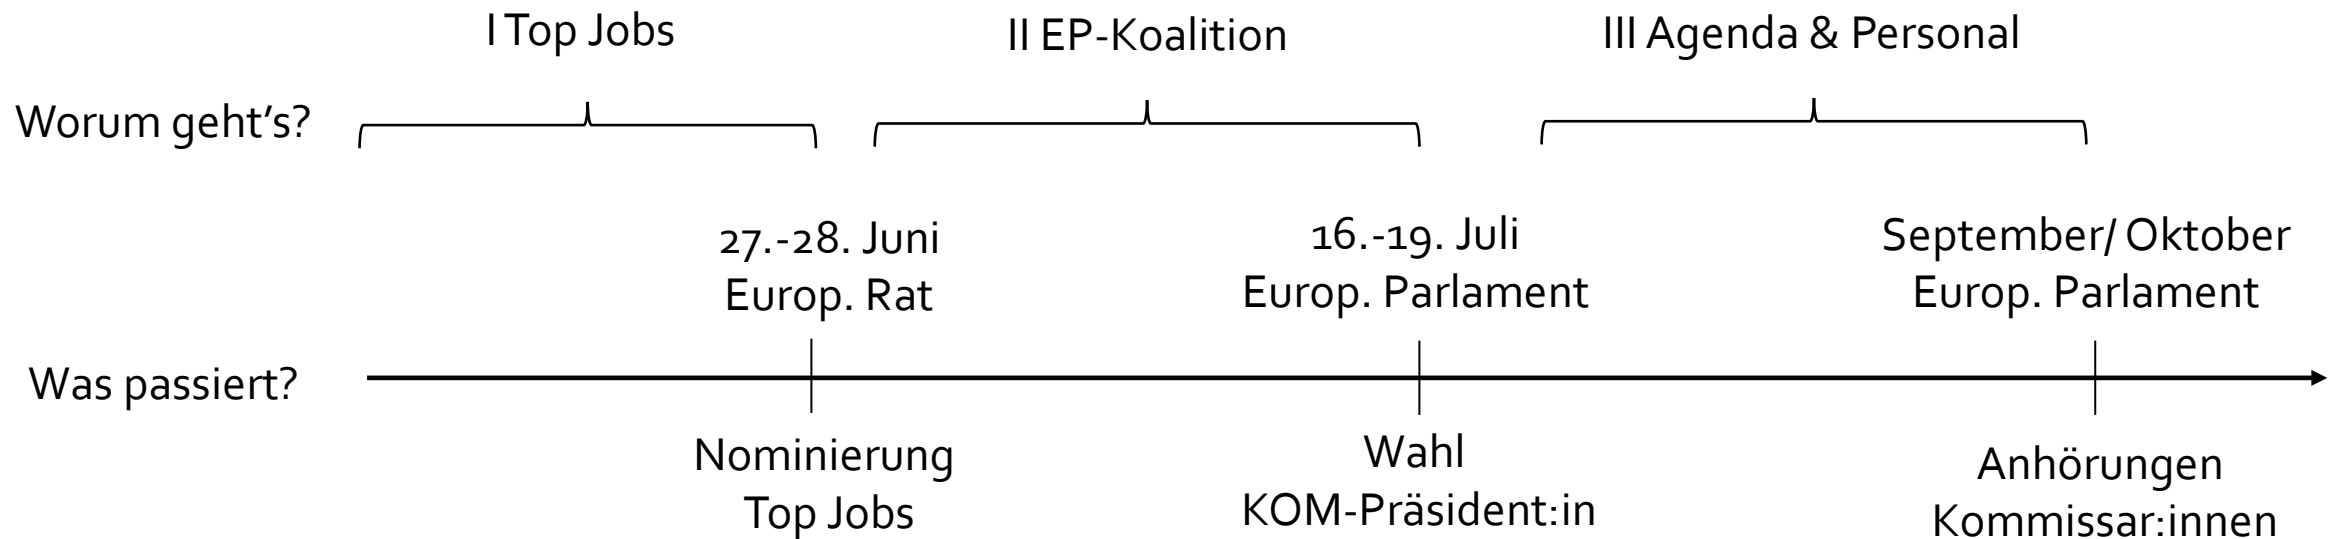 I Top Jobs
II EP-Koalition
III Agenda & Personal
Worum geht’s?
27.-28. Juni
Europ. Rat
16.-19. Juli
Europ. Parlament
September/ Oktober
Europ. Parlament
Was passiert?
Nominierung
Top Jobs
Wahl
KOM-Präsident:in
Anhörungen
Kommissar:innen